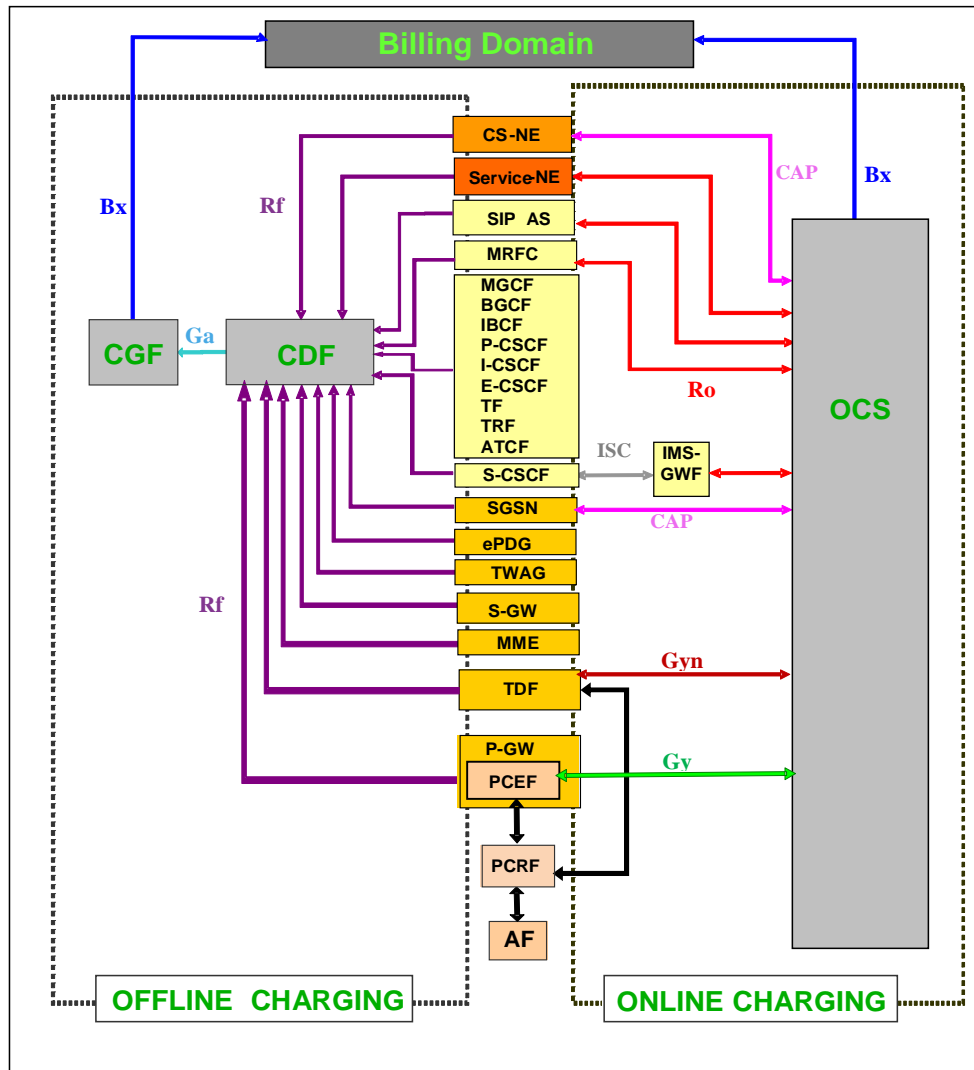 Billing Domain
CS-NE
CAP
Service-NE
Bx
Rf
Bx
SIP AS
MRFC
MGCF
BGCF
IBCF
P-CSCF
I-CSCF
E-CSCF
TF
TRF
ATCF
Ga
CGF
CDF
Ro
OCS
ISC
IMS-
GWF
S-CSCF
SGSN
CAP
ePDG
TWAG
Rf
S-GW
MME
Gyn
TDF
P-GW
PCEF
Gy
PCRF
AF
OFFLINE CHARGING
ONLINE CHARGING